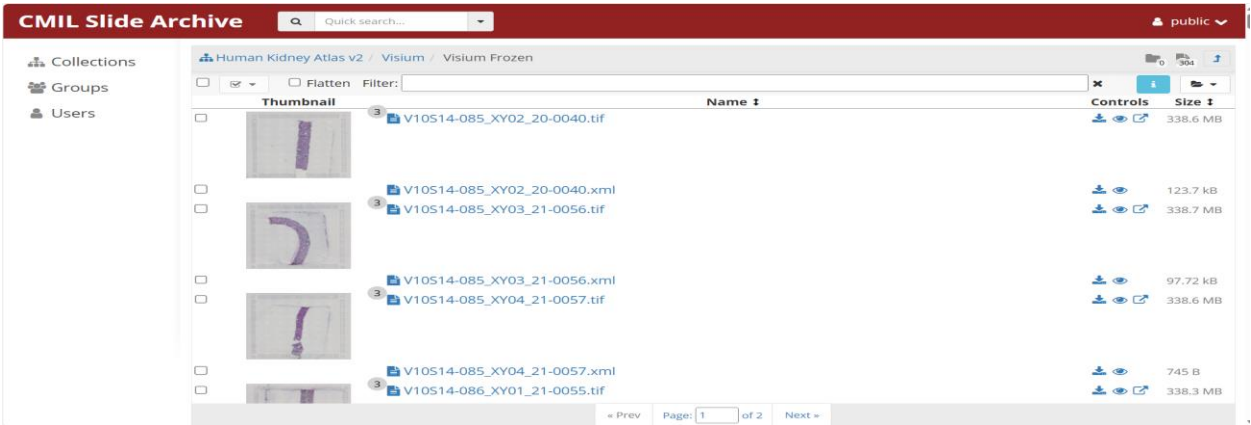 CMIL Slide Archive Quick search... public
Collections
Groups
Users
Human Kidney Atlas v2 / Visium / Visium Frozen 0 304
Flatten Filter: i
Thumbnail Name Controls Size
3 V10S14-085_XY02_20-0040.tif 338.6 MB
V10S14-085_XY02_20-0040.xml 123.7 kB
3 V10S14-085_XY03_21-0056.tif 338.7 MB
V10S14-085_XY03_21-0056.xml 97.72 kB
3 V10S14-085_XY04_21-0057.tif 338.6 MB
V10S14-085_XY04_21-0057.xml 745 B
3 V10S14-086_XY01_21-0055.tif 338.3 MB
« Prev Page: 1 of 2 Next »